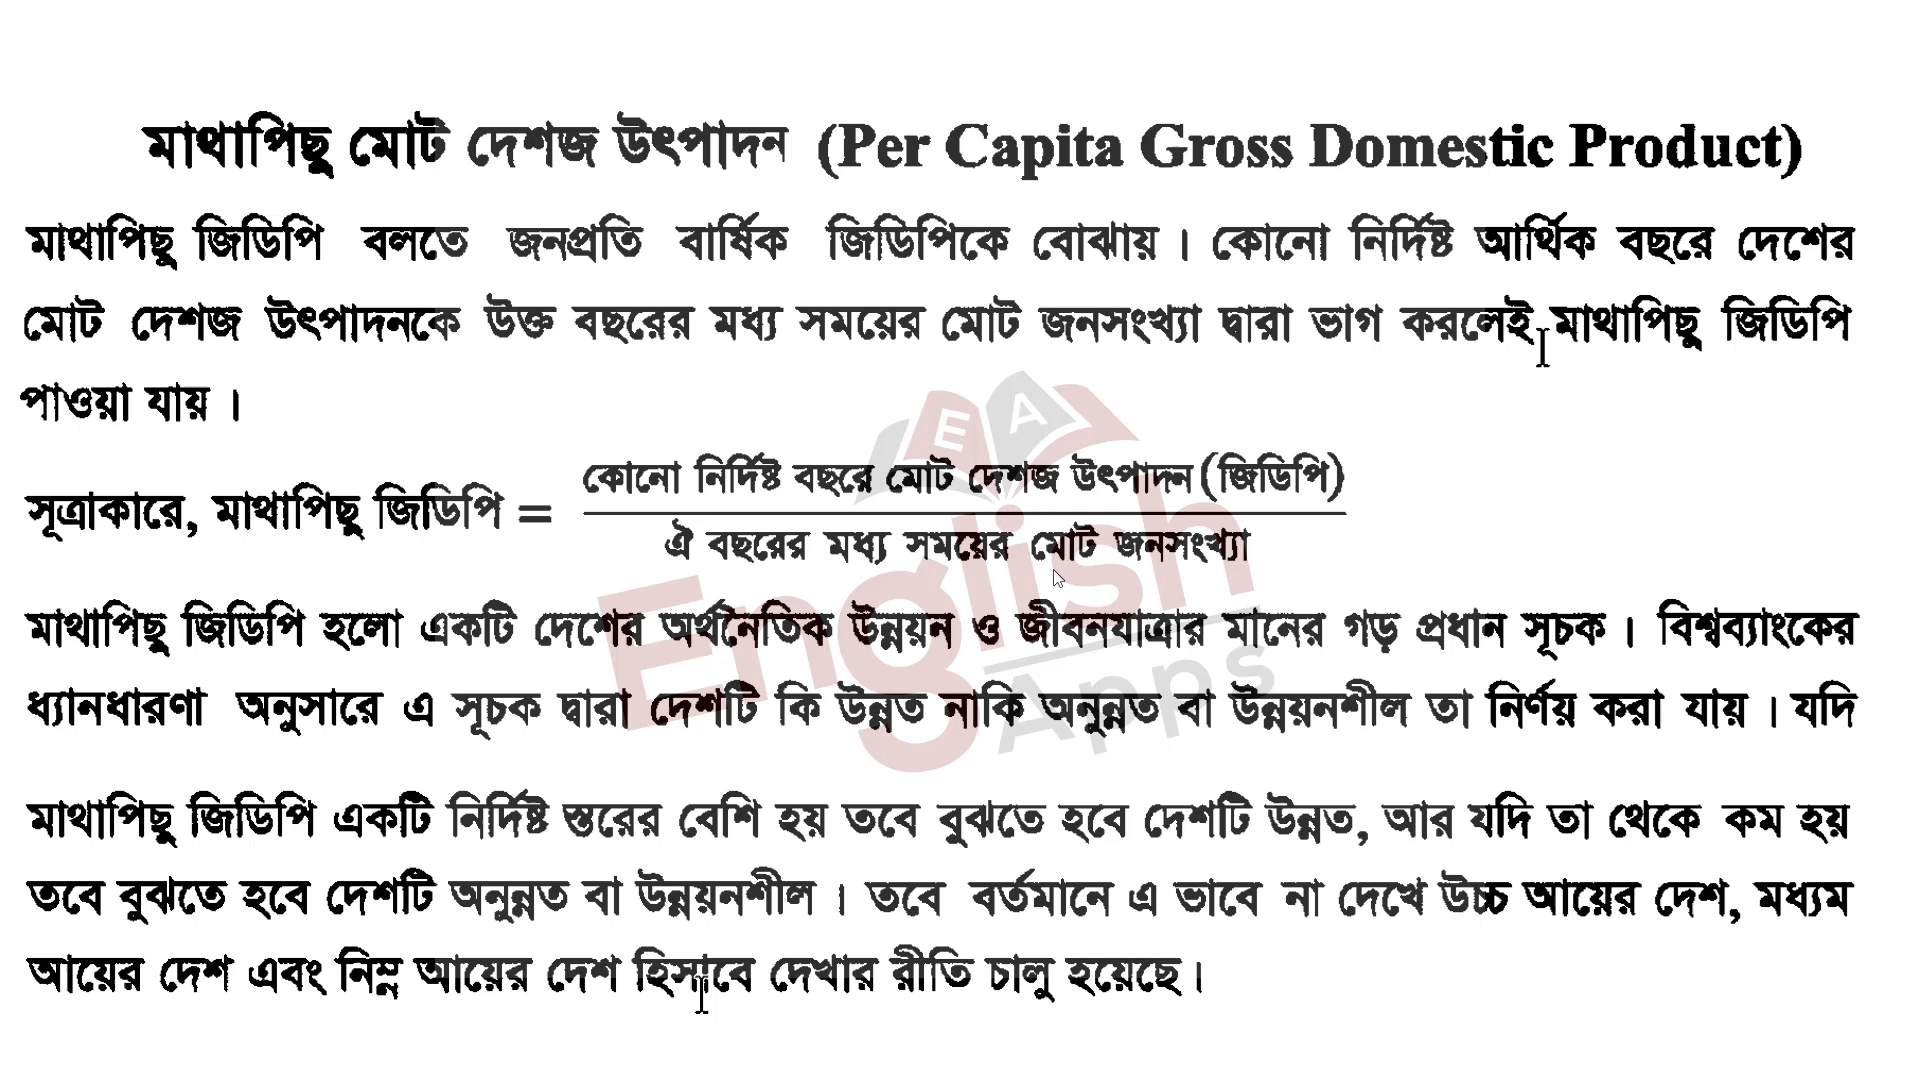 মাথাপিছু মোট দেশজ উৎপাদন (Per Capita Gross Domestic Product)
মাথাপিছু জিডিপি বলতে জনপ্রতি বার্ষিক জিডিপিকে বোঝায়। কোনো নির্দিষ্ট আর্থিক বছরে দেশের
মোট দেশজ উৎপাদনকে উক্ত বছরের মধ্য সময়ের মোট জনসংখ্যা দ্বারা ভাগ করলেই মাথাপিছু জিডিপি
পাওয়া যায়।
EA
কোনো নির্দিষ্ট বছরে মোট দেশজ উৎপাদন (জিডিপি)
সূত্রাকারে, মাথাপিছু জিডিপি =
ঐ বছরের মধ্য সময়ের মোট জনসংখ্যা
English
Apps
মাথাপিছু জিডিপি হলো একটি দেশের অর্থনৈতিক উন্নয়ন ও জীবনযাত্রার মানের গড় প্রধান সূচক। বিশ্বব্যাংকের
ধ্যানধারণা অনুসারে এ সূচক দ্বারা দেশটি কি উন্নত নাকি অনুন্নত বা উন্নয়নশীল তা নির্ণয় করা যায়। যদি
মাথাপিছু জিডিপি একটি নির্দিষ্ট স্তরের বেশি হয় তবে বুঝতে হবে দেশটি উন্নত, আর যদি তা থেকে কম হয়
তবে বুঝতে হবে দেশটি অনুন্নত বা উন্নয়নশীল। তবে বর্তমানে এ ভাবে না দেখে উচ্চ আয়ের দেশ, মধ্যম
আয়ের দেশ এবং নিম্ন আয়ের দেশ হিসাবে দেখার রীতি চালু হয়েছে।